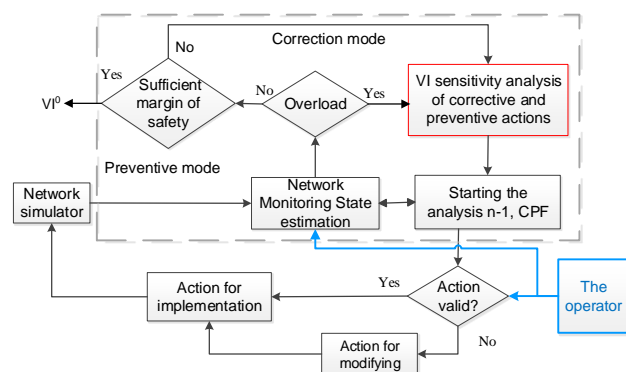 Correction mode
No
Yes
Sufficient
margin of
safety
VI⁰
No
Overload
Yes
VI sensitivity analysis
of corrective and
preventive actions
Preventive mode
Network
simulator
Network
Monitoring State
estimation
Starting the
analysis n-1, CPF
Action for
implementation
Yes
Action
valid?
The
operator
No
Action for
modifying